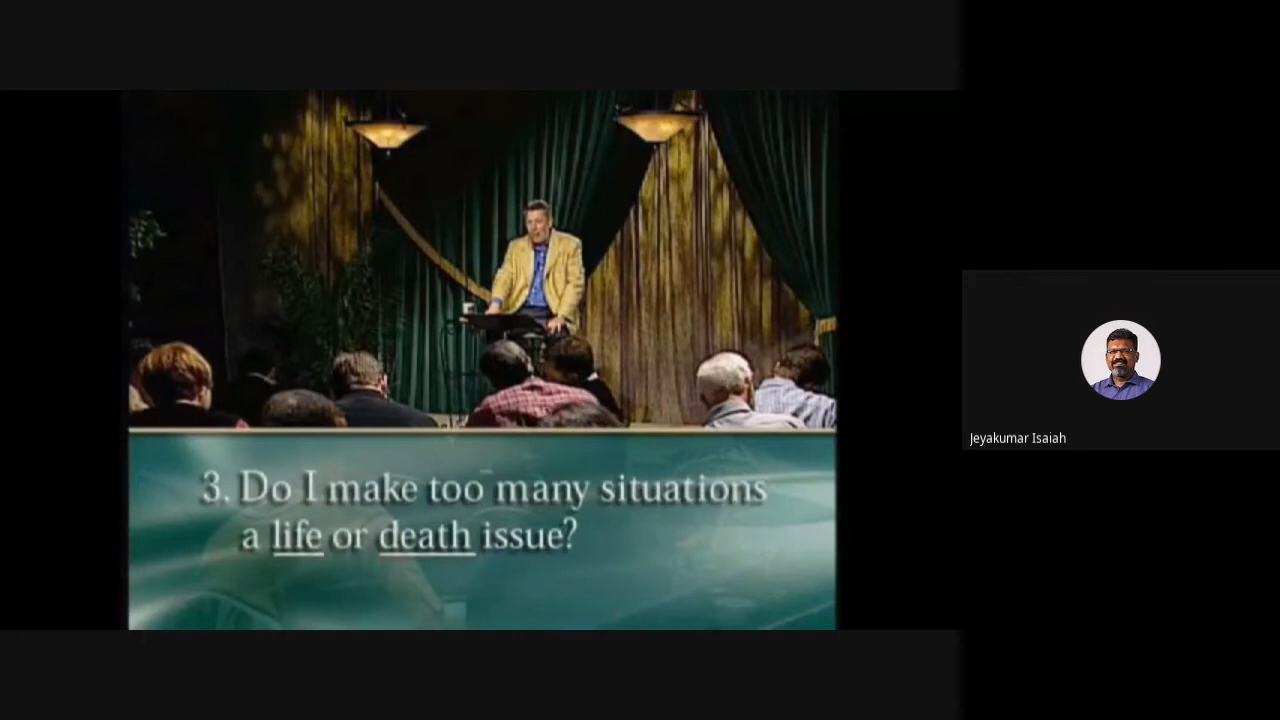 3. Do I make too many situations
a life or death issue?
Jeyakumar Isaiah